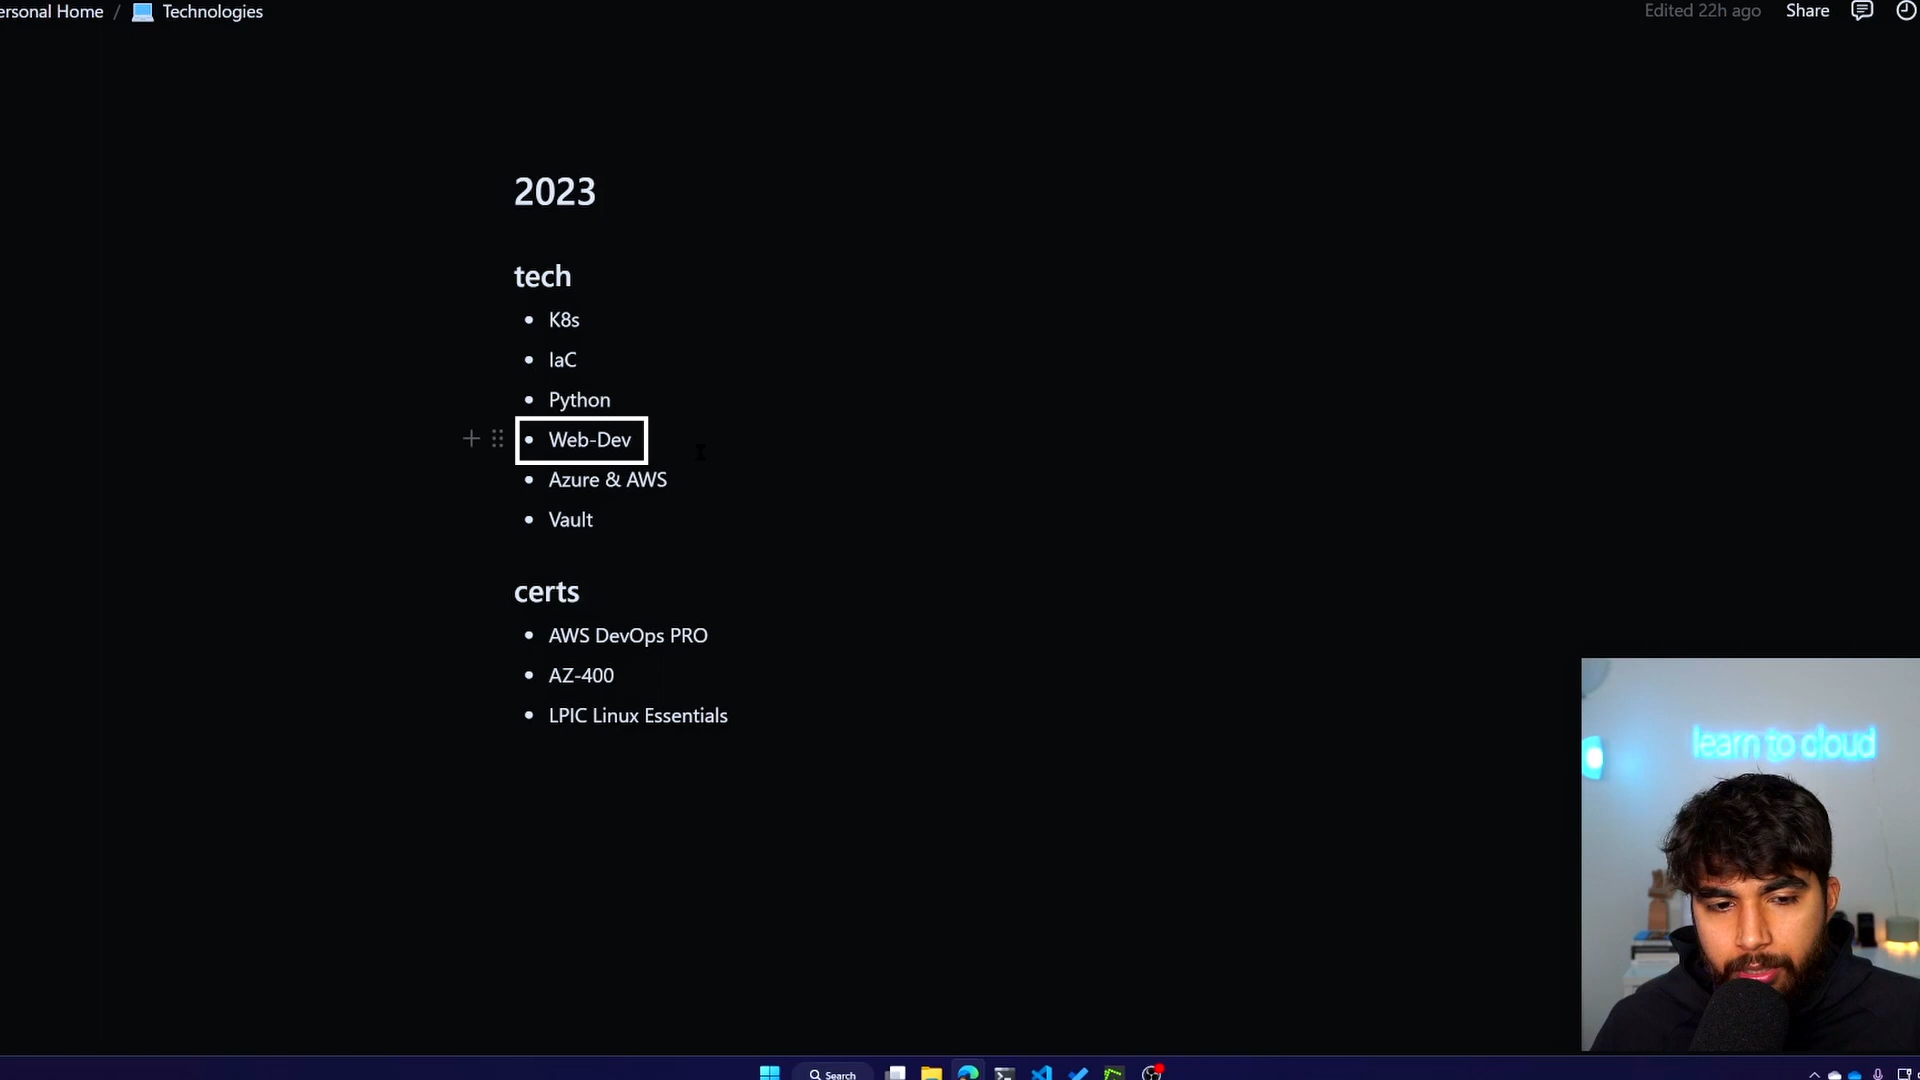 ersonal Home / Technologies
Edited 22h ago Share
2023
tech
K8s
IaC
Python
Web-Dev
Azure & AWS
Vault
certs
AWS DevOps PRO
AZ-400
LPIC Linux Essentials
learn to cloud
Search